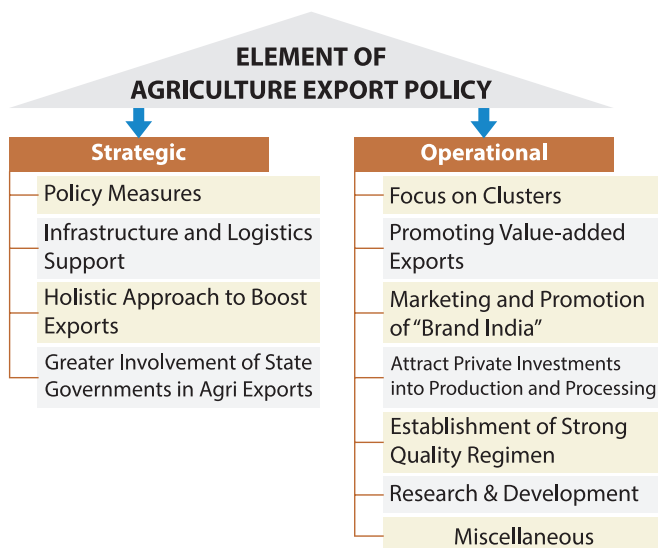 ELEMENT OF
AGRICULTURE EXPORT POLICY
Strategic
Policy Measures
Infrastructure and Logistics
Support
Holistic Approach to Boost
Exports
Greater Involvement of State
Governments in Agri Exports
Operational
Focus on Clusters
Promoting Value-added
Exports
Marketing and Promotion
of “Brand India”
Attract Private Investments
into Production and Processing
Establishment of Strong
Quality Regimen
Research & Development
Miscellaneous